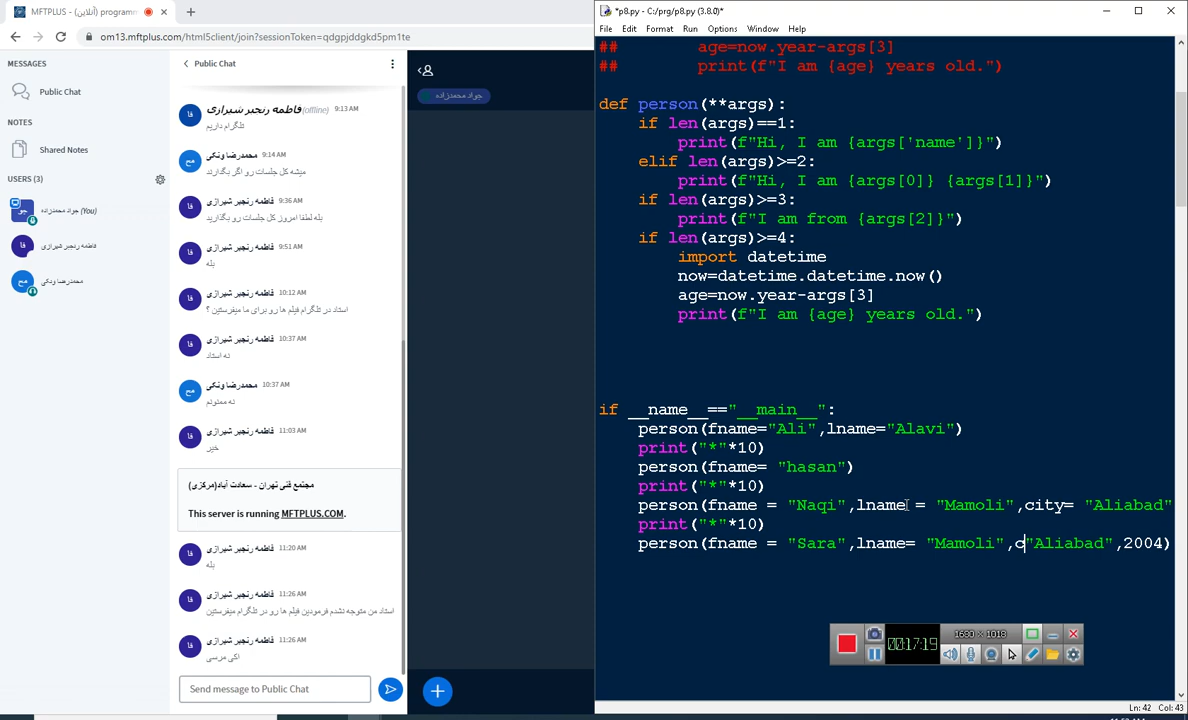 MFTPLUS (آنلاین) programm
om13.mftplus.com/html5client/join?sessionToken=qdgpjddgkd5pm1te
MESSAGES
Public Chat
NOTES
Shared Notes
USERS (3)
جواد محمدزاده (You)
فاطمه رنجبر شیرازی
محمدرضا ونکی
Public Chat
فاطمه رنجبر شیرازی (offline) 9:13 AM
تلگرام داریم
محمدرضا ونکی 9:14 AM
میشه کل جلسات رو اگر بگذارند
فاطمه رنجبر شیرازی 9:36 AM
بله لطفا امروز کل جلسات رو بگذارید
فاطمه رنجبر شیرازی 9:51 AM
بله
فاطمه رنجبر شیرازی 10:12 AM
استاد در تلگرام فیلم ها رو برای ما میفرستین ؟
فاطمه رنجبر شیرازی 10:37 AM
نه استاد
محمدرضا ونکی 10:37 AM
نه ممنونم
فاطمه رنجبر شیرازی 11:03 AM
خیر
مجتمع فنی تهران - سعادت آباد(مرکزی)
This server is running MFTPLUS.COM.
فاطمه رنجبر شیرازی 11:20 AM
بله
فاطمه رنجبر شیرازی 11:26 AM
استاد من متوجه نشدم فرمودین فیلم ها رو در تلگرام میفرستین
فاطمه رنجبر شیرازی 11:26 AM
اکی مرسی
Send message to Public Chat
جواد محمدزاده
*p8.py - C:/prg/p8.py (3.8.0)*
File Edit Format Run Options Window Help
## age=now.year-args[3]
## print(f"I am {age} years old.")
def person(**args):
if len(args)==1:
print(f"Hi, I am {args['name']}")
elif len(args)>=2:
print(f"Hi, I am {args[0]} {args[1]}")
if len(args)>=3:
print(f"I am from {args[2]}")
if len(args)>=4:
import datetime
now=datetime.datetime.now()
age=now.year-args[3]
print(f"I am {age} years old.")
if __name__=="__main__":
person(fname="Ali",lname="Alavi")
print("*"*10)
person(fname= "hasan")
print("*"*10)
person(fname = "Naqi",lname = "Mamoli",city= "Aliabad"
print("*"*10)
person(fname = "Sara",lname= "Mamoli",c"Aliabad",2004)
1680 × 1018
00:17:19
Ln: 42 Col: 43